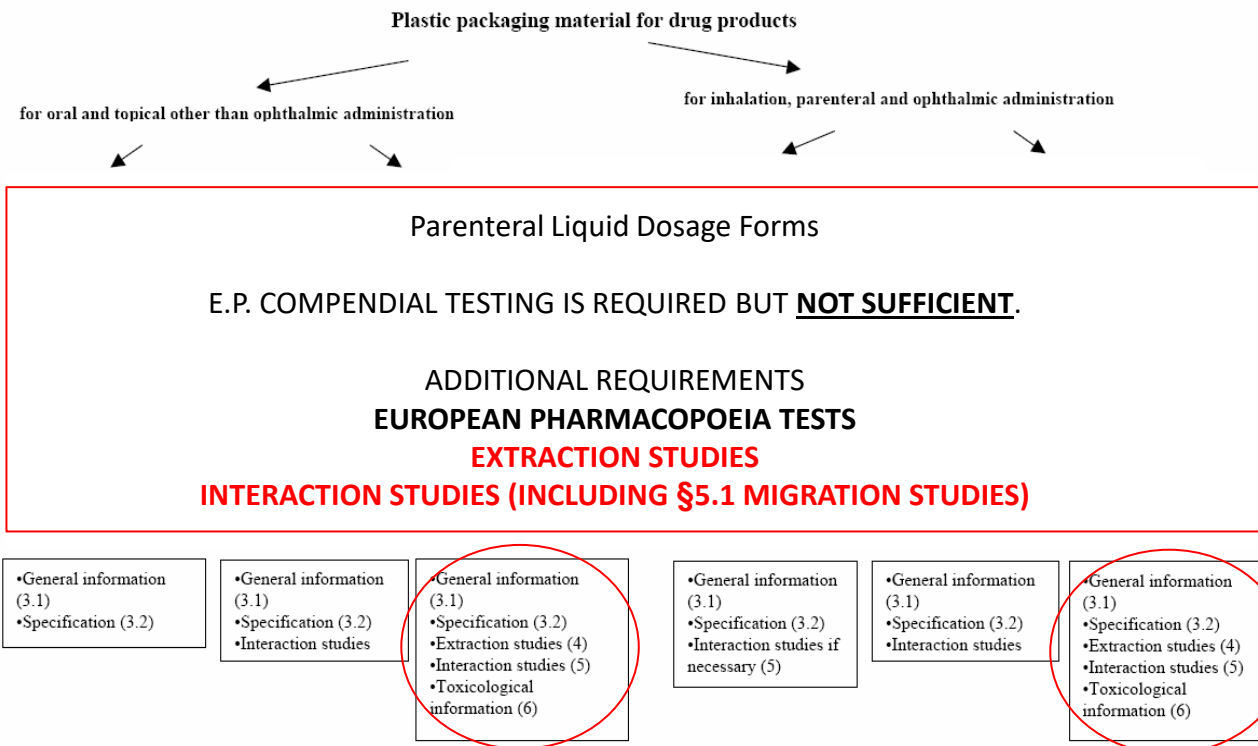 Plastic packaging material for drug products
for oral and topical other than ophthalmic administration
for inhalation, parenteral and ophthalmic administration
Parenteral Liquid Dosage Forms
E.P. COMPENDIAL TESTING IS REQUIRED BUT NOT SUFFICIENT.
ADDITIONAL REQUIREMENTS
EUROPEAN PHARMACOPOEIA TESTS
EXTRACTION STUDIES
INTERACTION STUDIES (INCLUDING §5.1 MIGRATION STUDIES)
•General information
(3.1)
•Specification (3.2)
•General information
(3.1)
•Specification (3.2)
•Interaction studies
•General information
(3.1)
•Specification (3.2)
•Extraction studies (4)
•Interaction studies (5)
•Toxicological
information (6)
•General information
(3.1)
•Specification (3.2)
•Interaction studies if
necessary (5)
•General information
(3.1)
•Specification (3.2)
•Interaction studies
•General information
(3.1)
•Specification (3.2)
•Extraction studies (4)
•Interaction studies (5)
•Toxicological
information (6)